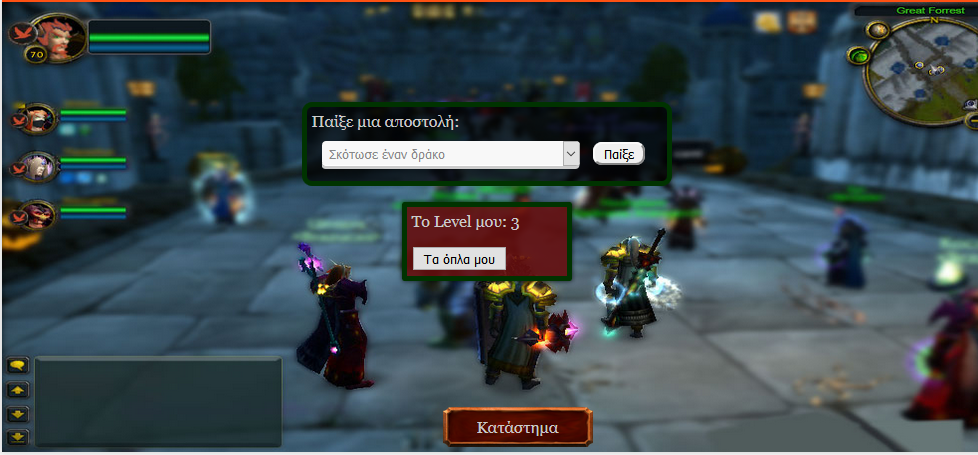 Great Forrest
N
70
Παίξε μια αποστολή:
Σκότωσε έναν δράκο
Παίξε
Το Level μου: 3
Τα όπλα μου
Κατάστημα